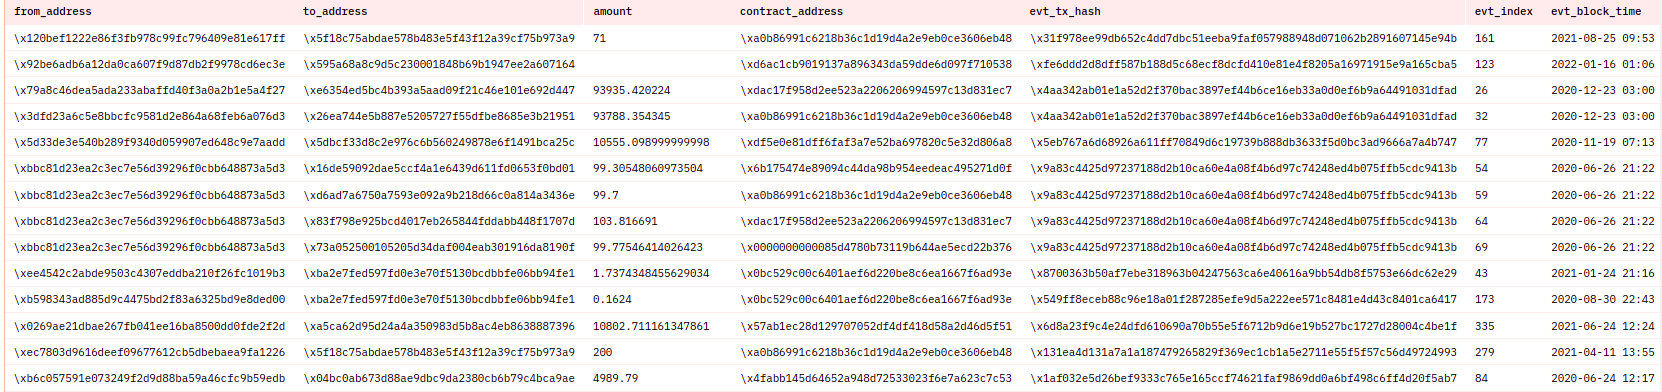 from_address to_address amount contract_address evt_tx_hash evt_index evt_block_time
\x120bef1222e86f3fb978c99fc796409e81e617ff \x5f18c75abdae578b483e5f43f12a39cf75b973a9 71 \xa0b86991c6218b36c1d19d4a2e9eb0ce3606eb48 \x31f978ee99db652c4dd7dbc51eeba9faf057988948d071062b2891607145e94b 161 2021-08-25 09:53
\x92be6adb6a12da0ca607f9d87db2f9978cd6ec3e \x595a68a8c9d5c230001848b69b1947ee2a607164 \xd6ac1cb9019137a896343da59dde6d097f710538 \xfe6ddd2d8dff587b188d5c68ecf8dcfd410e81e4f8205a16971915e9a165cba5 123 2022-01-16 01:06
\x79a8c46dea5ada233abaffd40f3a0a2b1e5a4f27 \xe6354ed5bc4b393a5aad09f21c46e101e692d447 93935.420224 \xdac17f958d2ee523a2206206994597c13d831ec7 \x4aa342ab01e1a52d2f370bac3897ef44b6ce16eb33a0d0ef6b9a64491031dfad 26 2020-12-23 03:00
\x3dfd23a6c5e8bbcfc9581d2e864a68feb6a076d3 \x26ea744e5b887e5205727f55dfbe8685e3b21951 93788.354345 \xa0b86991c6218b36c1d19d4a2e9eb0ce3606eb48 \x4aa342ab01e1a52d2f370bac3897ef44b6ce16eb33a0d0ef6b9a64491031dfad 32 2020-12-23 03:00
\x5d33de3e540b289f9340d059907ed648c9e7aadd \x5dbcf33d8c2e976c6b560249878e6f1491bca25c 10555.098999999998 \xdf5e0e81dff6faf3a7e52ba697820c5e32d806a8 \x5eb767a6d68926a611ff70849d6c19739b888db3633f5d0bc3ad9666a7a4b747 77 2020-11-19 07:13
\xbbc81d23ea2c3ec7e56d39296f0cbb648873a5d3 \x16de59092dae5ccf4a1e6439d611fd0653f0bd01 99.30548060973504 \x6b175474e89094c44da98b954eedeac495271d0f \x9a83c4425d97237188d2b10ca60e4a08f4b6d97c74248ed4b075ffb5cdc9413b 54 2020-06-26 21:22
\xbbc81d23ea2c3ec7e56d39296f0cbb648873a5d3 \xd6ad7a6750a7593e092a9b218d66c0a814a3436e 99.7 \xa0b86991c6218b36c1d19d4a2e9eb0ce3606eb48 \x9a83c4425d97237188d2b10ca60e4a08f4b6d97c74248ed4b075ffb5cdc9413b 59 2020-06-26 21:22
\xbbc81d23ea2c3ec7e56d39296f0cbb648873a5d3 \x83f798e925bcd4017eb265844fddabb448f1707d 103.816691 \xdac17f958d2ee523a2206206994597c13d831ec7 \x9a83c4425d97237188d2b10ca60e4a08f4b6d97c74248ed4b075ffb5cdc9413b 64 2020-06-26 21:22
\xbbc81d23ea2c3ec7e56d39296f0cbb648873a5d3 \x73a052500105205d34daf004eab301916da8190f 99.77546414026423 \x0000000000085d4780b73119b644ae5ecd22b376 \x9a83c4425d97237188d2b10ca60e4a08f4b6d97c74248ed4b075ffb5cdc9413b 69 2020-06-26 21:22
\xee4542c2abde9503c4307eddba210f26fc1019b3 \xba2e7fed597fd0e3e70f5130bcdbbfe06bb94fe1 1.7374348455629034 \x0bc529c00c6401aef6d220be8c6ea1667f6ad93e \x8700363b50af7ebe318963b04247563ca6e40616a9bb54db8f5753e66dc62e29 43 2021-01-24 21:16
\xb598343ad885d9c4475bd2f83a6325bd9e8ded00 \xba2e7fed597fd0e3e70f5130bcdbbfe06bb94fe1 0.1624 \x0bc529c00c6401aef6d220be8c6ea1667f6ad93e \x549ff8eceb88c96e18a01f287285efe9d5a222ee571c8481e4d43c8401ca6417 173 2020-08-30 22:43
\x0269ae21dbae267fb041ee16ba8500dd0fde2f2d \xa5ca62d95d24a4a350983d5b8ac4eb8638887396 10802.711161347861 \x57ab1ec28d129707052df4df418d58a2d46d5f51 \x6d8a23f9c4e24dfd610690a70b55e5f6712b9d6e19b527bc1727d28004c4be1f 335 2021-06-24 12:24
\xec7803d9616deef09677612cb5dbebaea9fa1226 \x5f18c75abdae578b483e5f43f12a39cf75b973a9 200 \xa0b86991c6218b36c1d19d4a2e9eb0ce3606eb48 \x131ea4d131a7a1a187479265829f369ec1cb1a5e2711e55f5f57c56d49724993 279 2021-04-11 13:55
\xb6c057591e073249f2d9d88ba59a46cfc9b59edb \x04bc0ab673d88ae9dbc9da2380cb6b79c4bca9ae 4989.79 \x4fabb145d64652a948d72533023f6e7a623c7c53 \x1af032e5d26bef9333c765e165ccf74621faf9869dd0a6bf498c6ff4d20f5ab7 84 2020-06-24 12:17